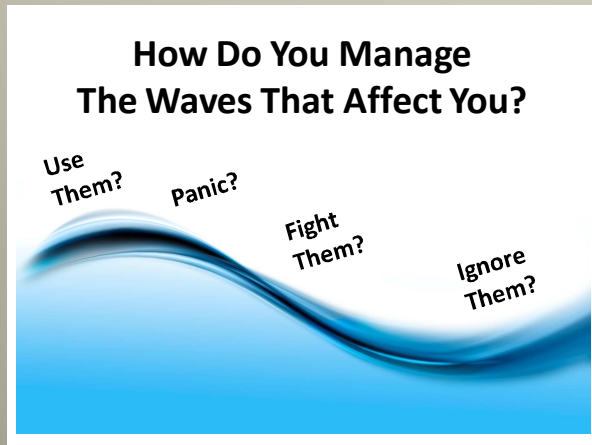 How Do You Manage
The Waves That Affect You?
Use
Them?
Panic?
Fight
Them?
Ignore
Them?